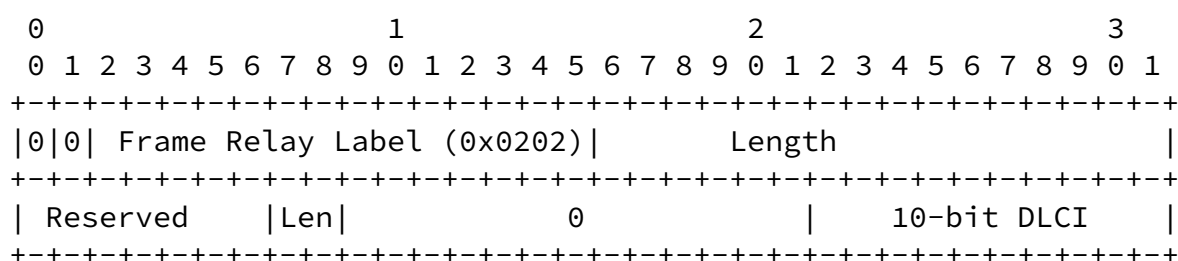 0                   1                   2                   3
 0 1 2 3 4 5 6 7 8 9 0 1 2 3 4 5 6 7 8 9 0 1 2 3 4 5 6 7 8 9 0 1
+-+-+-+-+-+-+-+-+-+-+-+-+-+-+-+-+-+-+-+-+-+-+-+-+-+-+-+-+-+-+-+-+
|0|0| Frame Relay Label (0x0202)|       Length                  |
+-+-+-+-+-+-+-+-+-+-+-+-+-+-+-+-+-+-+-+-+-+-+-+-+-+-+-+-+-+-+-+-+
| Reserved    |Len|            0            |    10-bit DLCI    |
+-+-+-+-+-+-+-+-+-+-+-+-+-+-+-+-+-+-+-+-+-+-+-+-+-+-+-+-+-+-+-+-+